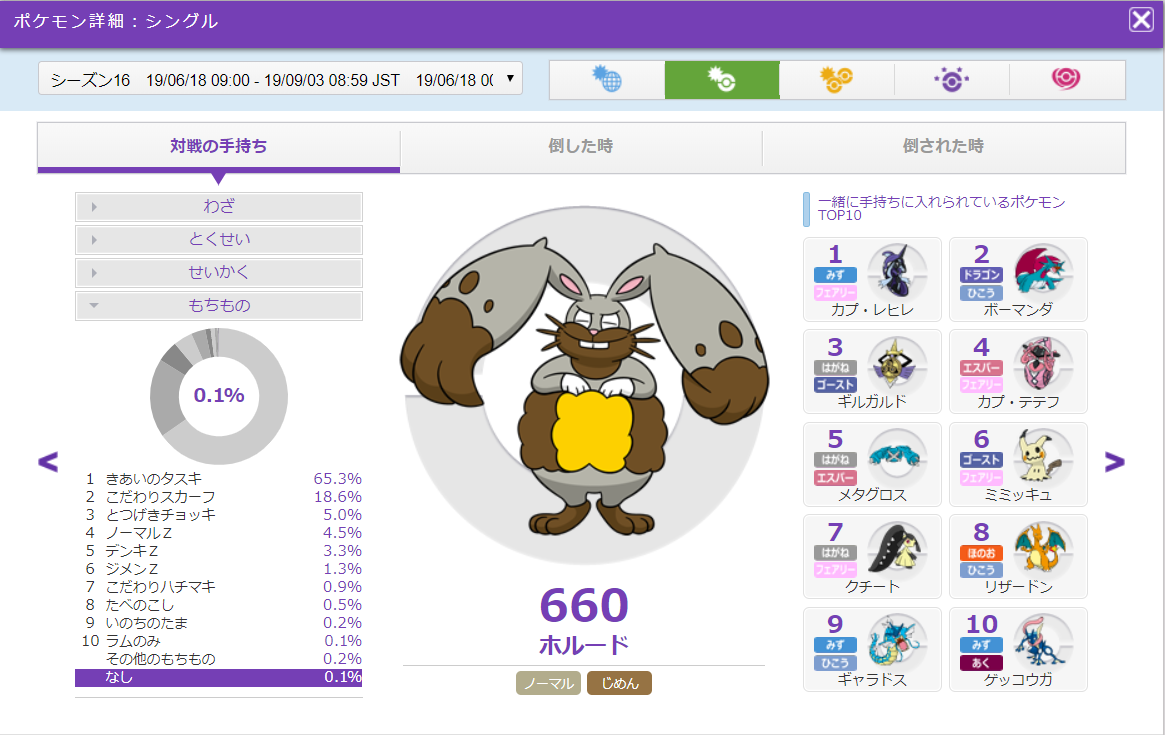 ポケモン詳細：シングル
シーズン16　19/06/18 09:00 - 19/09/03 08:59 JST　19/06/18 0
対戦の手持ち
倒した時
倒された時
わざ
とくせい
せいかく
もちもの
0.1%
1 きあいのタスキ 65.3%
2 こだわりスカーフ 18.6%
3 とつげきチョッキ 5.0%
4 ノーマルＺ 4.5%
5 デンキＺ 3.3%
6 ジメンＺ 1.3%
7 こだわりハチマキ 0.9%
8 たべのこし 0.5%
9 いのちのたま 0.2%
10 ラムのみ 0.1%
その他のもちもの 0.2%
なし 0.1%
660
ホルード
ノーマル じめん
一緒に手持ちに入れられているポケモン
TOP10
1
みず
フェアリー
カプ・レヒレ
2
ドラゴン
ひこう
ボーマンダ
3
はがね
ゴースト
ギルガルド
4
エスパー
フェアリー
カプ・テテフ
5
はがね
エスパー
メタグロス
6
ゴースト
フェアリー
ミミッキュ
7
はがね
フェアリー
クチート
8
ほのお
ひこう
リザードン
9
みず
ひこう
ギャラドス
10
みず
あく
ゲッコウガ